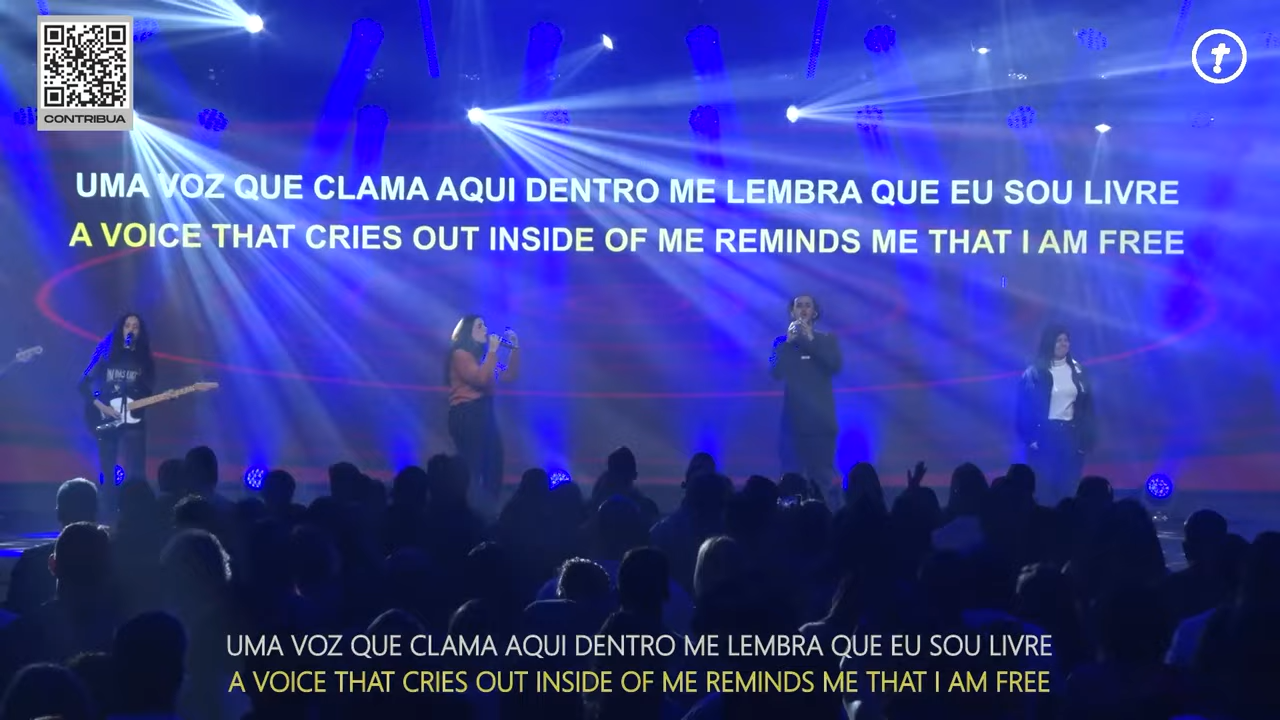 CONTRIBUA
UMA VOZ QUE CLAMA AQUI DENTRO ME LEMBRA QUE EU SOU LIVRE
A VOICE THAT CRIES OUT INSIDE OF ME REMINDS ME THAT I AM FREE
UMA VOZ QUE CLAMA AQUI DENTRO ME LEMBRA QUE EU SOU LIVRE
A VOICE THAT CRIES OUT INSIDE OF ME REMINDS ME THAT I AM FREE